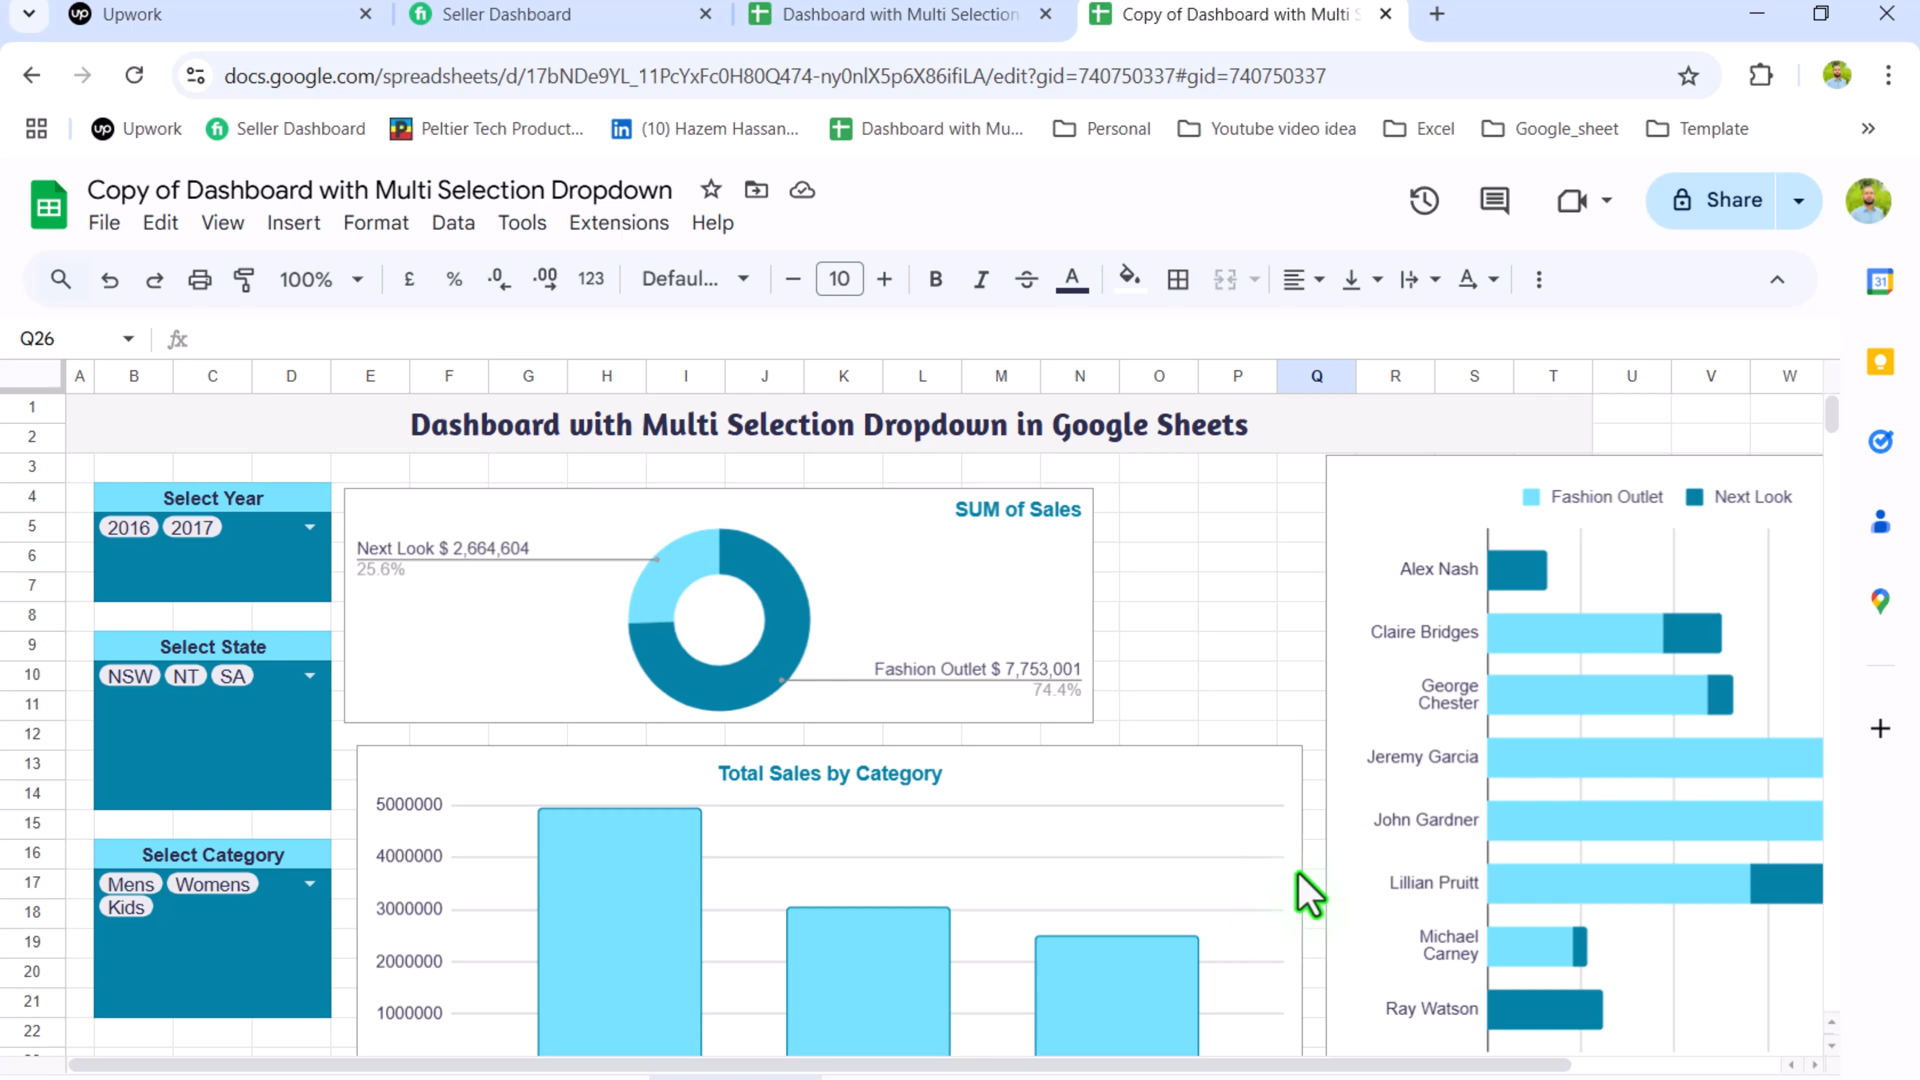 Upwork
Seller Dashboard
Dashboard with Multi Selection
Copy of Dashboard with Multi S
docs.google.com/spreadsheets/d/17bNDe9YL_11PcYxFc0H80Q474-ny0nlX5p6X86ifiLA/edit?gid=740750337#gid=740750337
Upwork
Seller Dashboard
Peltier Tech Product...
(10) Hazem Hassan...
Dashboard with Mu...
Personal
Youtube video idea
Excel
Google_sheet
Template
Copy of Dashboard with Multi Selection Dropdown
Share
File Edit View Insert Format Data Tools Extensions Help
100% £ % .0 .00 123 Defaul... 10 B I A
31
Q26 fx
A B C D E F G H I J K L M N O P Q R S T U V W
1
2
3
4
5
6
7
8
9
10
11
12
13
14
15
16
17
18
19
20
21
22
Dashboard with Multi Selection Dropdown in Google Sheets
Select Year
2016 2017
Select State
NSW NT SA
Select Category
Mens Womens
Kids
SUM of Sales
Next Look $ 2,664,604
25.6%
Fashion Outlet $ 7,753,001
74.4%
Total Sales by Category
5000000
4000000
3000000
2000000
1000000
Fashion Outlet Next Look
Alex Nash
Claire Bridges
George
Chester
Jeremy Garcia
John Gardner
Lillian Pruitt
Michael
Carney
Ray Watson